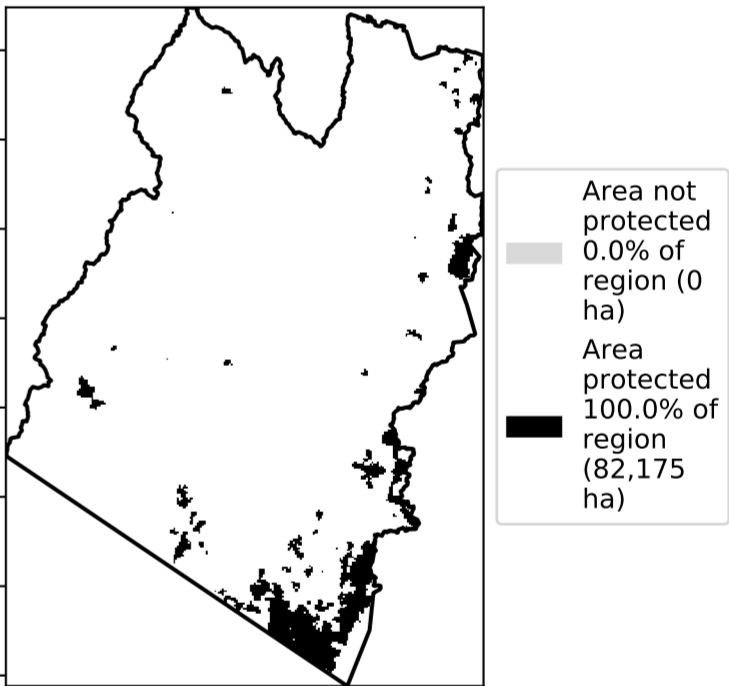 Area not
protected
0.0% of
region (0
ha)
Area
protected
100.0% of
region
(82,175
ha)